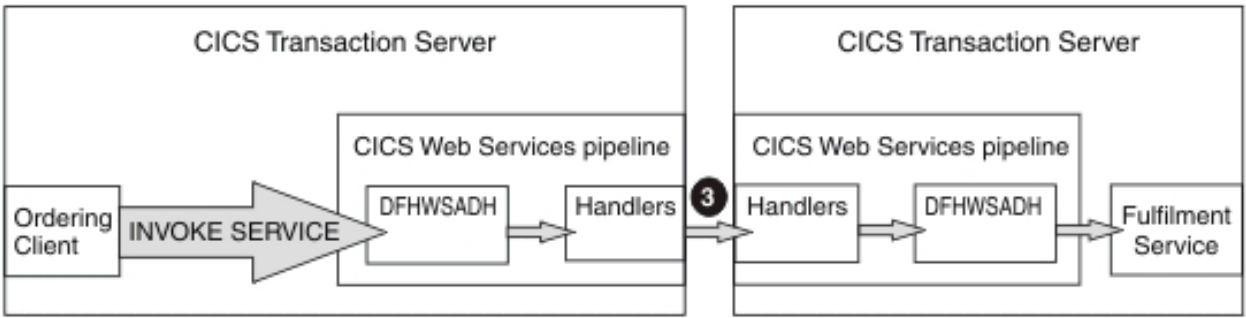 CICS Transaction Server
CICS Transaction Server
CICS Web Services pipeline
CICS Web Services pipeline
Ordering
Client
INVOKE SERVICE
DFHWSADH
Handlers
3
Handlers
DFHWSADH
Fulfilment
Service